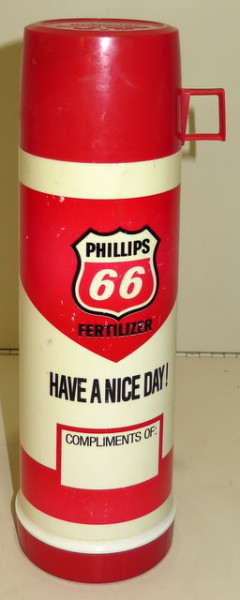 PHILLIPS
66
FERTILIZER
HAVE A NICE DAY!
COMPLIMENTS OF: